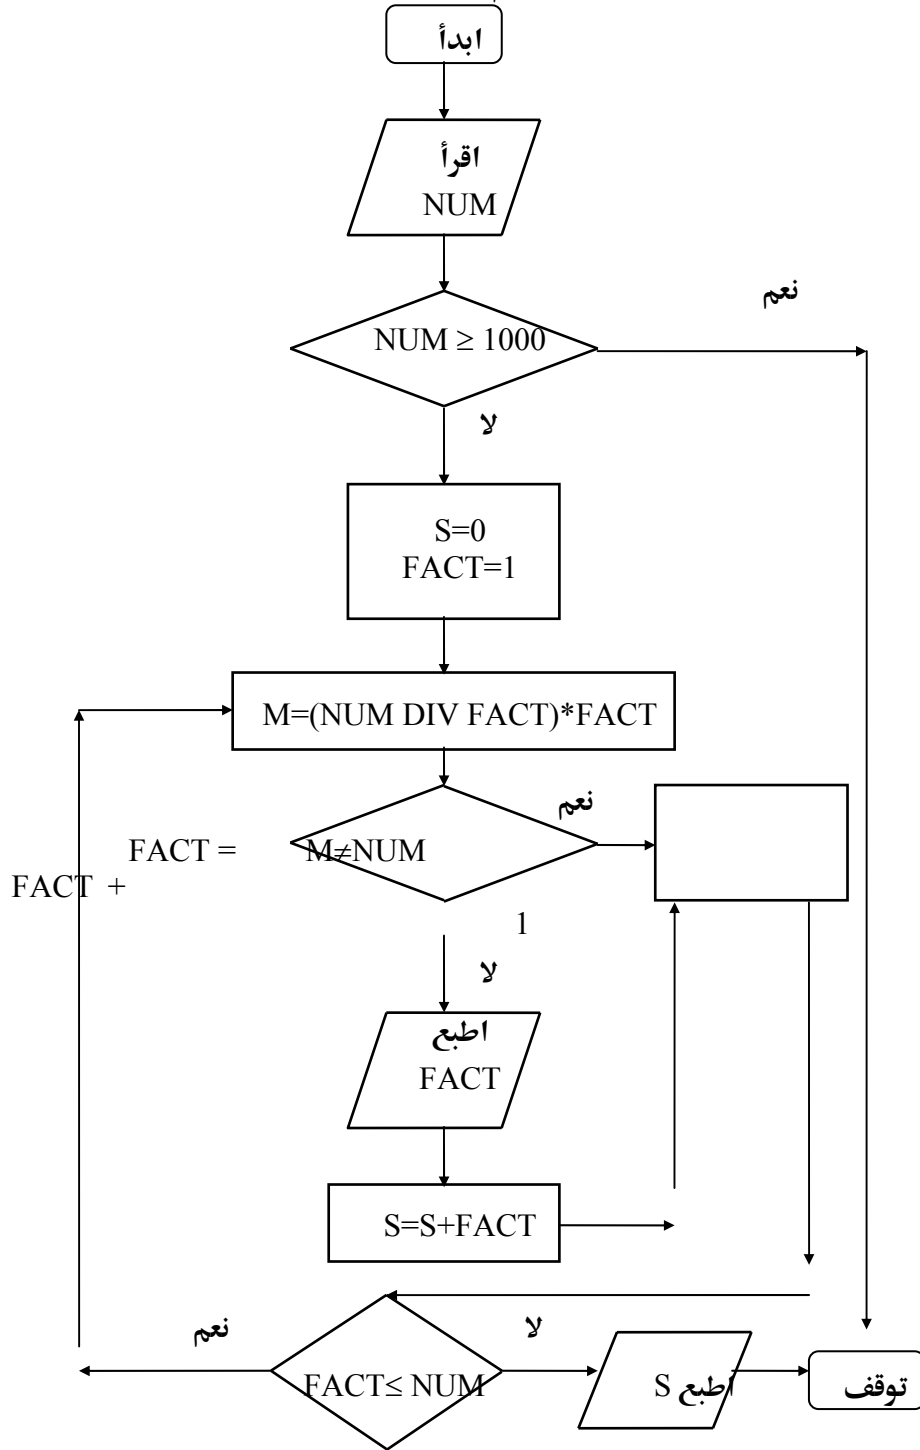 ابدأ
اقرأ
NUM
نعم
NUM ≥ 1000
لا
S=0
FACT=1
M=(NUM DIV FACT)*FACT
نعم
FACT =
M≠NUM
FACT +
1
لا
اطبع
FACT
S=S+FACT
نعم
لا
FACT≤ NUM
اطبع S
توقف